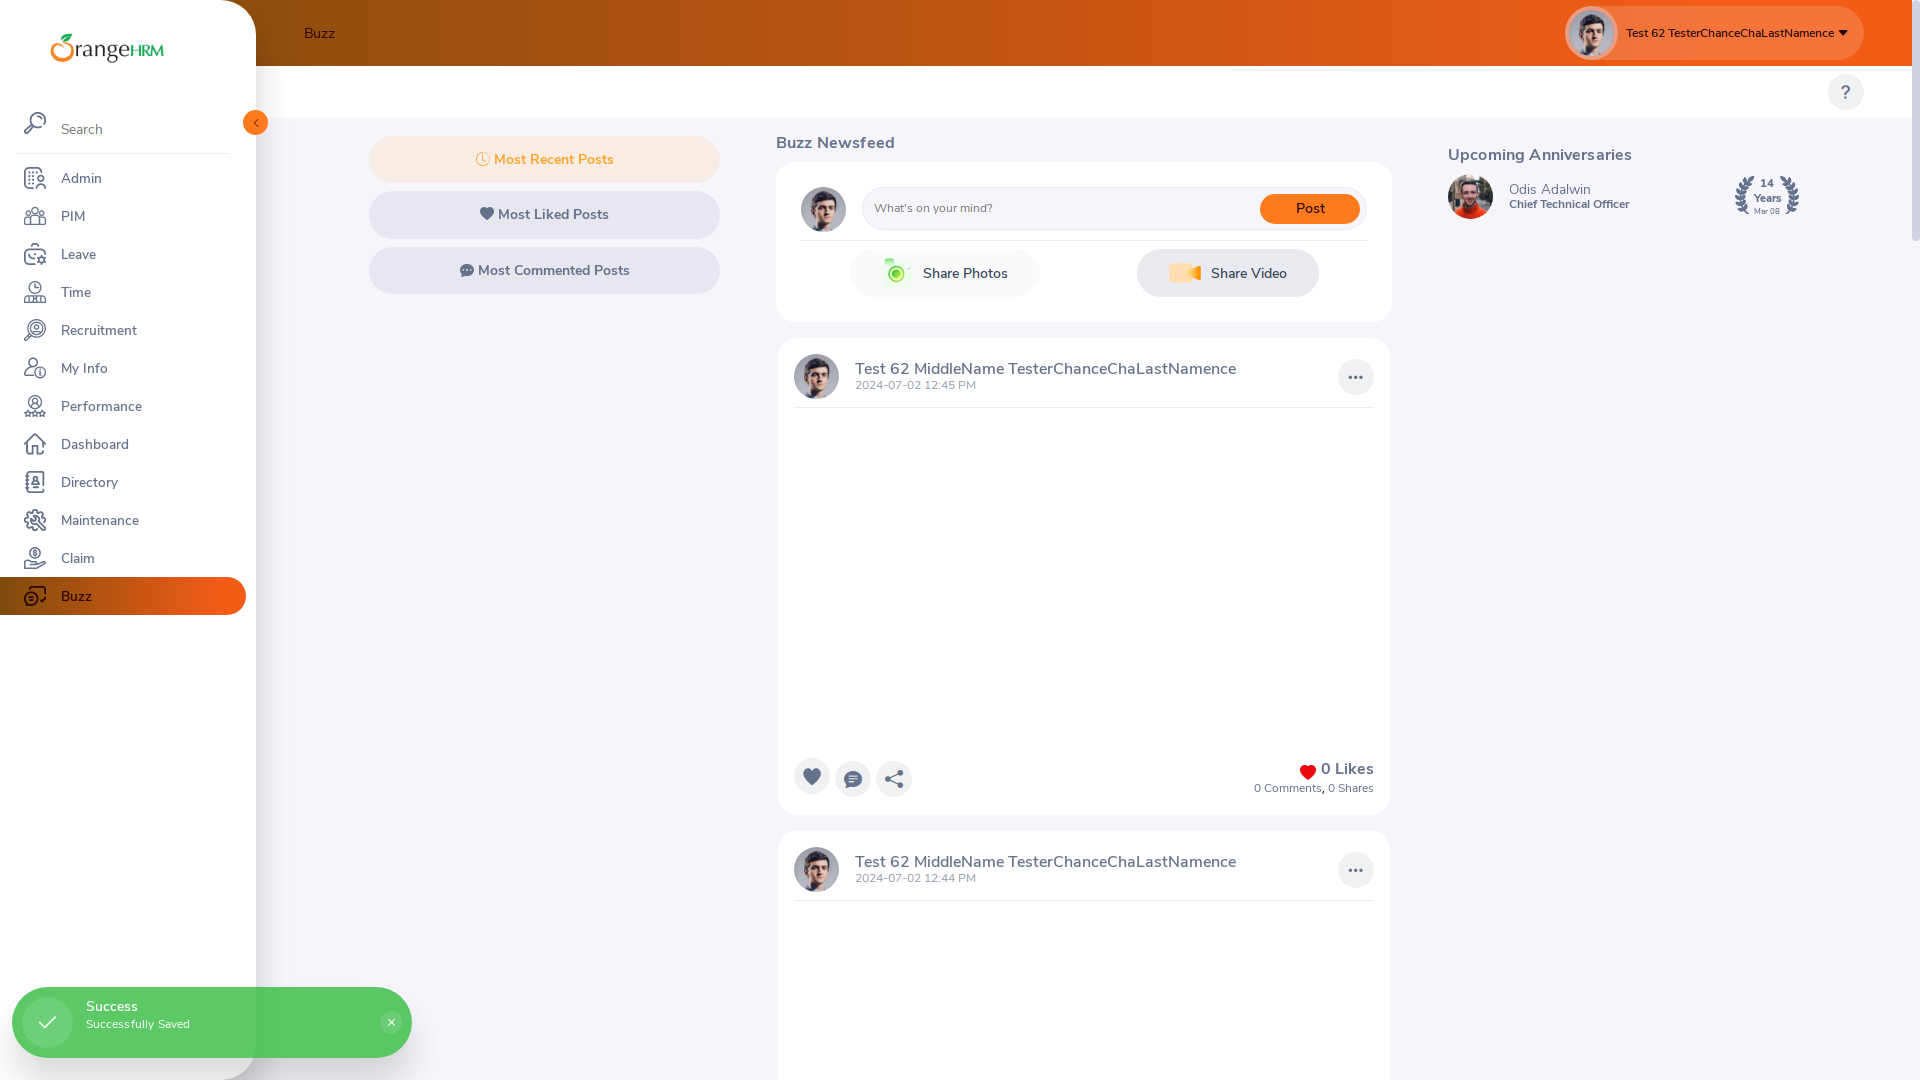 OrangeHRM
Search
Admin
PIM
Leave
Time
Recruitment
My Info
Performance
Dashboard
Directory
Maintenance
Claim
Buzz
Buzz
Test 62 TesterChanceChaLastNamence
?
Most Recent Posts
Most Liked Posts
Most Commented Posts
Buzz Newsfeed
What's on your mind?
Post
Share Photos
Share Video
Test 62 MiddleName TesterChanceChaLastNamence
2024-07-02 12:45 PM
0 Likes
0 Comments, 0 Shares
Test 62 MiddleName TesterChanceChaLastNamence
2024-07-02 12:44 PM
Upcoming Anniversaries
Odis Adalwin
Chief Technical Officer
14
Years
Mar 08
Success
Successfully Saved